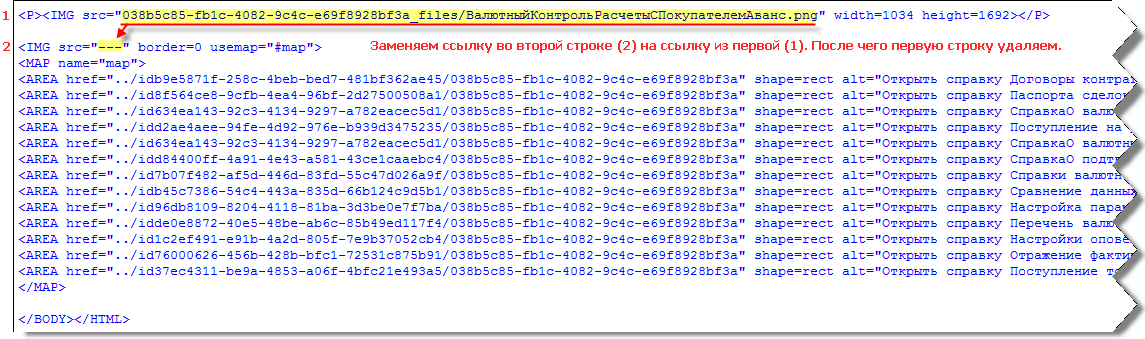 1 <P><IMG src="038b5c85-fb1c-4082-9c4c-e69f8928bf3a_files/ВалютныйКонтрольРасчетыСПокупателемАванс.png" width=1034 height=1692></P>
2 <IMG src="---" border=0 usemap="#map"> Заменяем ссылку во второй строке (2) на ссылку из первой (1). После чего первую строку удаляем.
<MAP name="map">
<AREA href="../idb9e5871f-258c-4beb-bed7-481bf362ae45/038b5c85-fb1c-4082-9c4c-e69f8928bf3a" shape=rect alt="Открыть справку Договоры контра
<AREA href="../id8f564ce8-9cfb-4ea4-96bf-2d27500508a1/038b5c85-fb1c-4082-9c4c-e69f8928bf3a" shape=rect alt="Открыть справку Паспорта сделок
<AREA href="../id634ea143-92c3-4134-9297-a782eacec5d1/038b5c85-fb1c-4082-9c4c-e69f8928bf3a" shape=rect alt="Открыть справку СправкаО валю
<AREA href="../idd2ae4aee-94fe-4d92-976e-b939d3475235/038b5c85-fb1c-4082-9c4c-e69f8928bf3a" shape=rect alt="Открыть справку Поступление на
<AREA href="../id634ea143-92c3-4134-9297-a782eacec5d1/038b5c85-fb1c-4082-9c4c-e69f8928bf3a" shape=rect alt="Открыть справку СправкаО валютн
<AREA href="../idd84400ff-4a91-4e43-a581-43ce1caaebc4/038b5c85-fb1c-4082-9c4c-e69f8928bf3a" shape=rect alt="Открыть справку СправкаО подтв
<AREA href="../id7b07f482-af5d-446d-83fd-55c47d026a9f/038b5c85-fb1c-4082-9c4c-e69f8928bf3a" shape=rect alt="Открыть справку Справки валютн
<AREA href="../idb45c7386-54c4-443a-835d-66b124c9d5b1/038b5c85-fb1c-4082-9c4c-e69f8928bf3a" shape=rect alt="Открыть справку Сравнение данных
<AREA href="../id96db8109-8204-4118-81ba-3d3be0e7f7ba/038b5c85-fb1c-4082-9c4c-e69f8928bf3a" shape=rect alt="Открыть справку Настройка пара
<AREA href="../idde0e8872-40e5-48be-ab6c-85b49ed117f4/038b5c85-fb1c-4082-9c4c-e69f8928bf3a" shape=rect alt="Открыть справку Перечень валю
<AREA href="../id1c2ef491-e91b-4a2d-805f-7e9b37052cb4/038b5c85-fb1c-4082-9c4c-e69f8928bf3a" shape=rect alt="Открыть справку Настройки опове
<AREA href="../id76000626-456b-428b-bfc1-72531c875b91/038b5c85-fb1c-4082-9c4c-e69f8928bf3a" shape=rect alt="Открыть справку Отражение факти
<AREA href="../id37ec4311-be9a-4853-a06f-4bfc21e493a5/038b5c85-fb1c-4082-9c4c-e69f8928bf3a" shape=rect alt="Открыть справку Поступление то
</MAP>
</BODY></HTML>